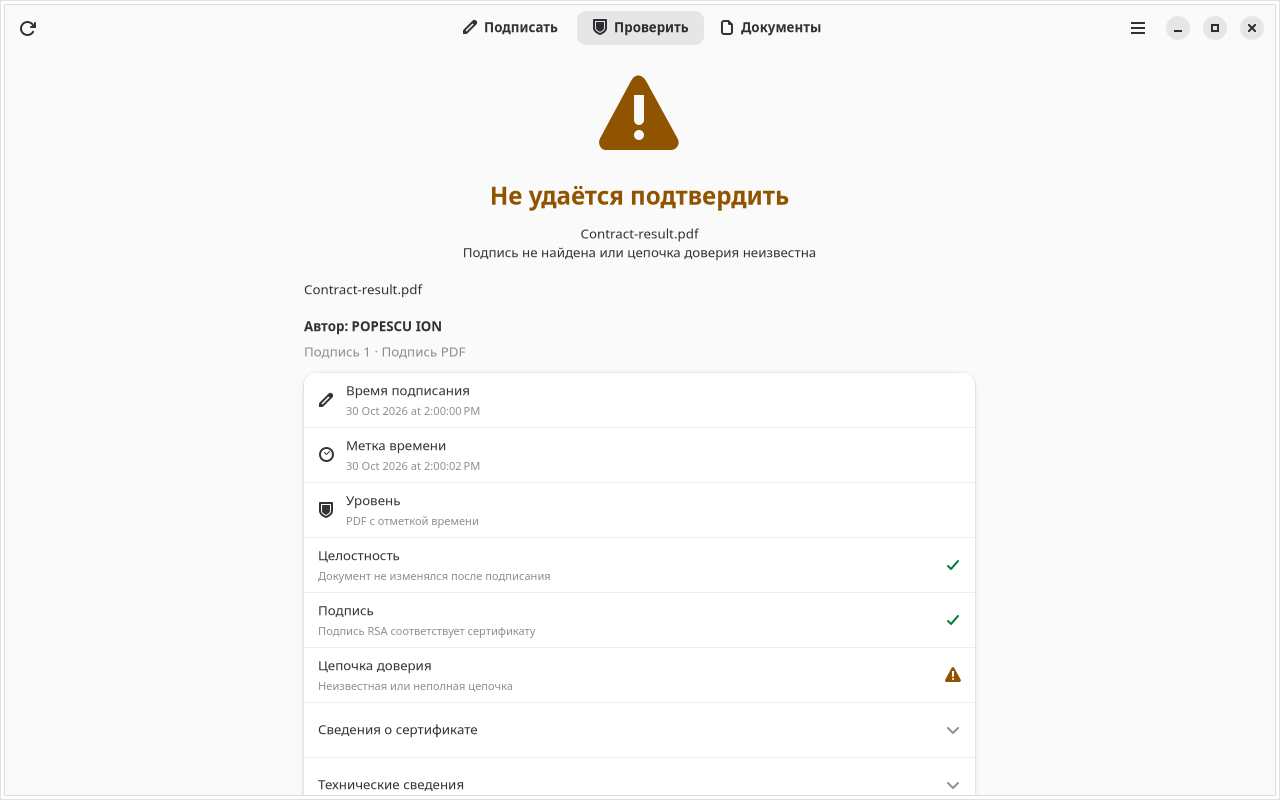 Подписать
Проверить
Документы
Не удаётся подтвердить
Contract-result.pdf
Подпись не найдена или цепочка доверия неизвестна
Contract-result.pdf
Автор: POPESCU ION
Подпись 1 · Подпись PDF
Время подписания
30 Oct 2026 at 2:00:00 PM
Метка времени
30 Oct 2026 at 2:00:02 PM
Уровень
PDF с отметкой времени
Целостность
Документ не изменялся после подписания
Подпись
Подпись RSA соответствует сертификату
Цепочка доверия
Неизвестная или неполная цепочка
Сведения о сертификате
Технические сведения